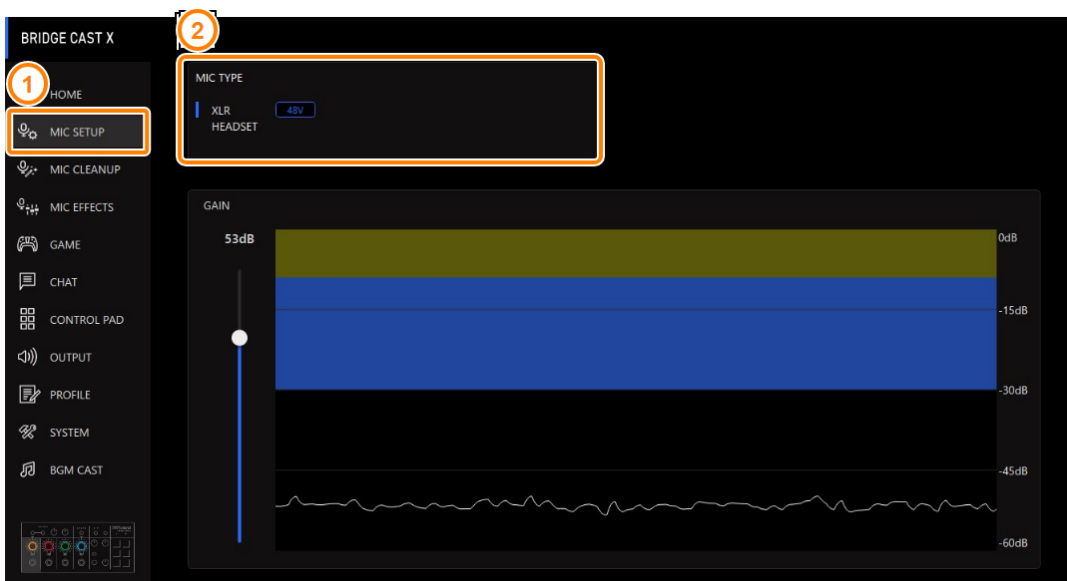 BRIDGE CAST X
2
1
HOME
MIC SETUP
MIC CLEANUP
MIC EFFECTS
GAME
CHAT
CONTROL PAD
OUTPUT
PROFILE
SYSTEM
BGM CAST
MIC TYPE
XLR 48V
HEADSET
GAIN
53dB
0dB
-15dB
-30dB
-45dB
-60dB